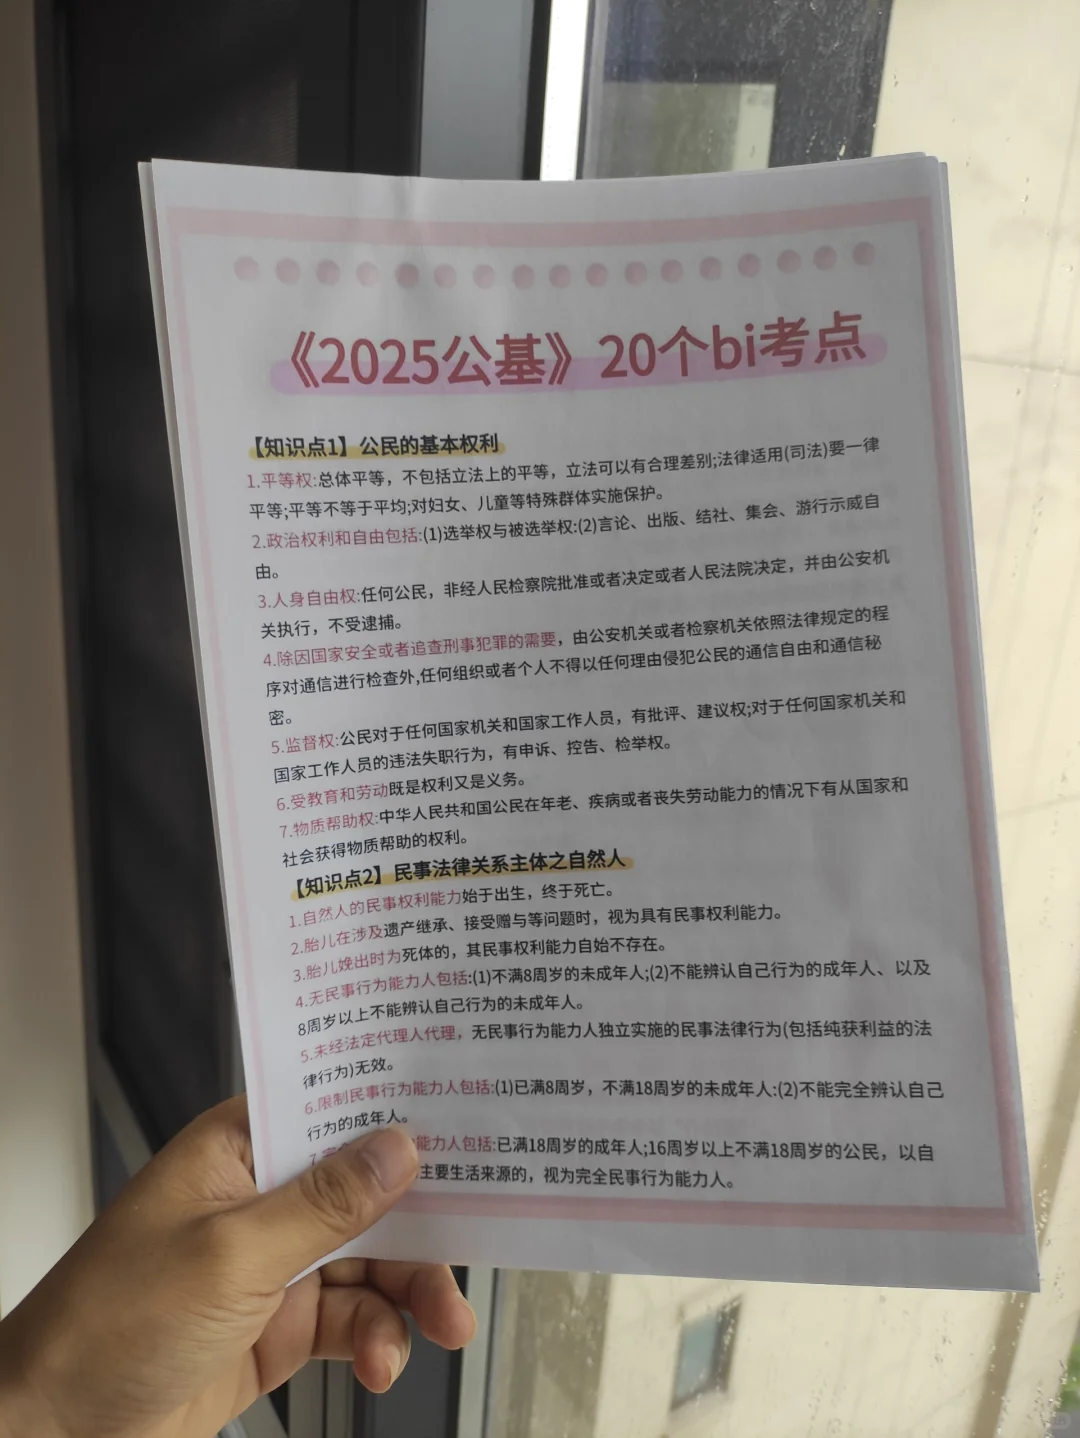 《2025公基》20个bi考点
【知识点1】公民的基本权利
1.平等权:总体平等，不包括立法上的平等，立法可以有合理差别;法律适用(司法)要一律
平等;平等不等于平均;对妇女、儿童等特殊群体实施保护。
2.政治权利和自由包括:(1)选举权与被选举权:(2)言论、出版、结社、集会、游行示威自
由。
3.人身自由权:任何公民，非经人民检察院批准或者决定或者人民法院决定，并由公安机
关执行，不受逮捕。
4.除因国家安全或者追查刑事犯罪的需要，由公安机关或者检察机关依照法律规定的程
序对通信进行检查外,任何组织或者个人不得以任何理由侵犯公民的通信自由和通信秘
密。
5.监督权:公民对于任何国家机关和国家工作人员，有批评、建议权;对于任何国家机关和
国家工作人员的违法失职行为，有申诉、控告、检举权。
6.受教育和劳动既是权利又是义务。
7.物质帮助权:中华人民共和国公民在年老、疾病或者丧失劳动能力的情况下有从国家和
社会获得物质帮助的权利。
【知识点2】民事法律关系主体之自然人
1.自然人的民事权利能力始于出生，终于死亡。
2.胎儿在涉及遗产继承、接受赠与等问题时，视为具有民事权利能力。
3.胎儿娩出时为死体的，其民事权利能力自始不存在。
4.无民事行为能力人包括:(1)不满8周岁的未成年人;(2)不能辨认自己行为的成年人、以及
8周岁以上不能辨认自己行为的未成年人。
5.未经法定代理人代理，无民事行为能力人独立实施的民事法律行为(包括纯获利益的法
律行为)无效。
6.限制民事行为能力人包括:(1)已满8周岁，不满18周岁的未成年人:(2)不能完全辨认自己
行为的成年人。
7.能力人包括:已满18周岁的成年人;16周岁以上不满18周岁的公民，以自
主要生活来源的，视为完全民事行为能力人。